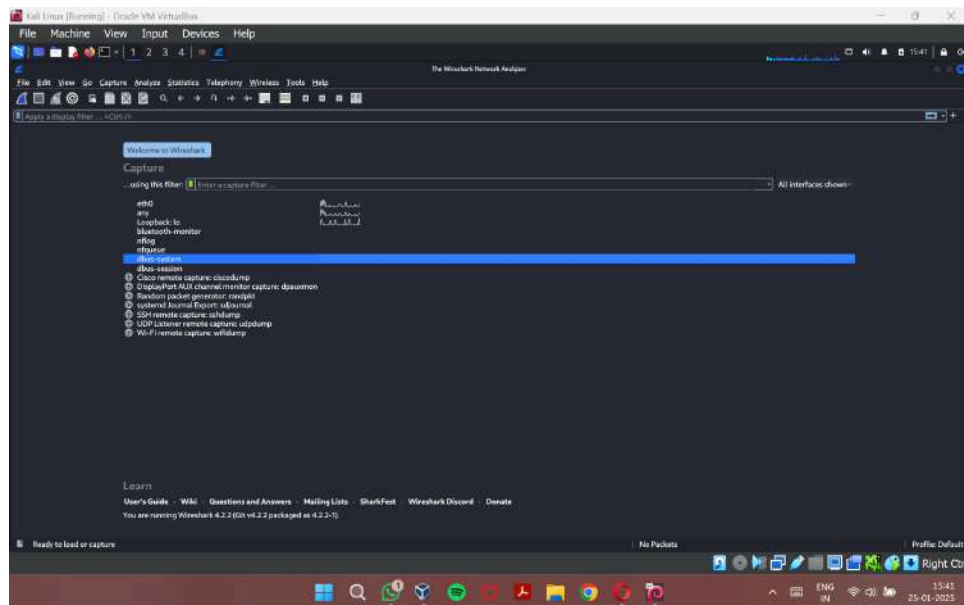 Kali Linux [Running] - Oracle VM VirtualBox
File Machine View Input Devices Help
1 2 3 4
15:41
The Wireshark Network Analyzer
File Edit View Go Capture Analyze Statistics Telephony Wireless Tools Help
Apply a display filter ... <Ctrl-/>
Welcome to Wireshark
Capture
...using this filter: Enter a capture filter ...
All interfaces shown
eth0
any
Loopback: lo
bluetooth-monitor
nflog
nfqueue
dbus-system
dbus-session
Cisco remote capture: ciscodump
DisplayPort AUX channel monitor capture: dpauxmon
Random packet generator: randpkt
systemd Journal Export: sdjournal
SSH remote capture: sshdump
UDP Listener remote capture: udpdump
Wi-Fi remote capture: wifidump
Learn
User's Guide · Wiki · Questions and Answers · Mailing Lists · SharkFest · Wireshark Discord · Donate
You are running Wireshark 4.2.2 (Git v4.2.2 packaged as 4.2.2-1).
Ready to load or capture
No Packets
Profile: Default
Right Ctr
ENG
IN
15:41
25-01-2025